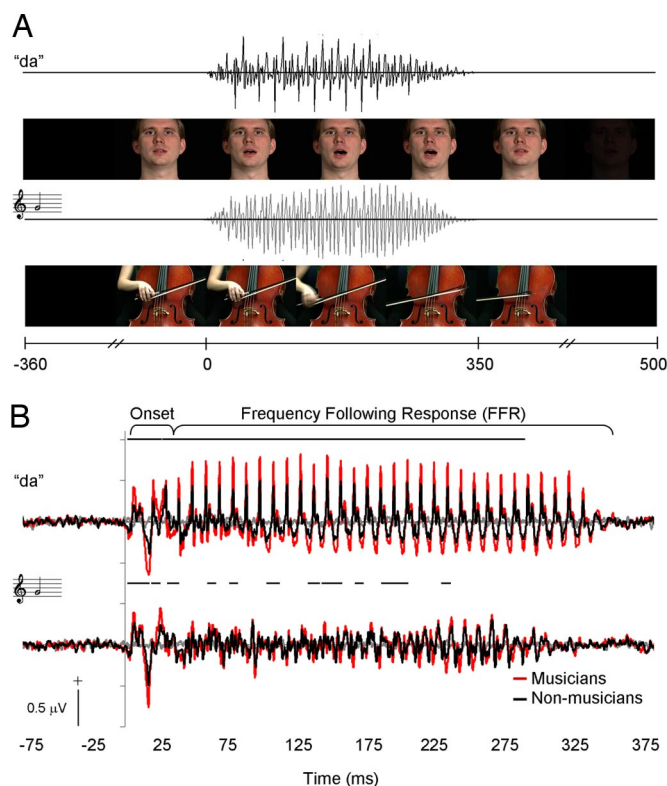 A
“da”
-360 0 350 500
B
Onset Frequency Following Response (FFR)
“da”
Musicians
Non-musicians
+
0.5 µV
-75 -25 25 75 125 175 225 275 325 375
Time (ms)